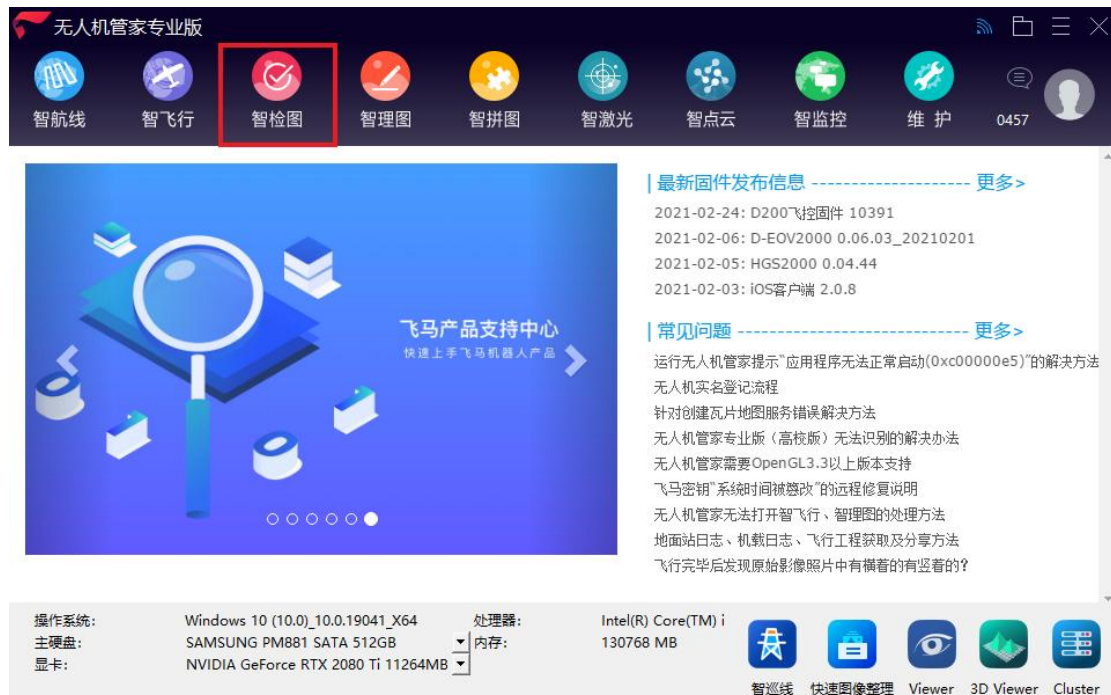 无人机管家专业版
智航线 智飞行 智检图 智理图 智拼图 智激光 智点云 智监控 维 护 0457
飞马产品支持中心
快速上手飞马机器人产品
最新固件发布信息 -------------------- 更多>
2021-02-24: D200飞控固件 10391
2021-02-06: D-EOV2000 0.06.03_20210201
2021-02-05: HGS2000 0.04.44
2021-02-03: iOS客户端 2.0.8
常见问题 ----------------------------- 更多>
运行无人机管家提示“应用程序无法正常启动(0xc00000e5)”的解决方法
无人机实名登记流程
针对创建瓦片地图服务错误解决方法
无人机管家专业版（高校版）无法识别的解决办法
无人机管家需要OpenGL3.3以上版本支持
飞马密钥“系统时间被篡改”的远程修复说明
无人机管家无法打开智飞行、智理图的处理方法
地面站日志、机载日志、飞行工程获取及分享方法
飞行完毕后发现原始影像照片中有横着的有竖着的?
操作系统: Windows 10 (10.0)_10.0.19041_X64 处理器: Intel(R) Core(TM) i
主硬盘: SAMSUNG PM881 SATA 512GB 内存: 130768 MB
显卡: NVIDIA GeForce RTX 2080 Ti 11264MB
智巡线 快速图像整理 Viewer 3D Viewer Cluster